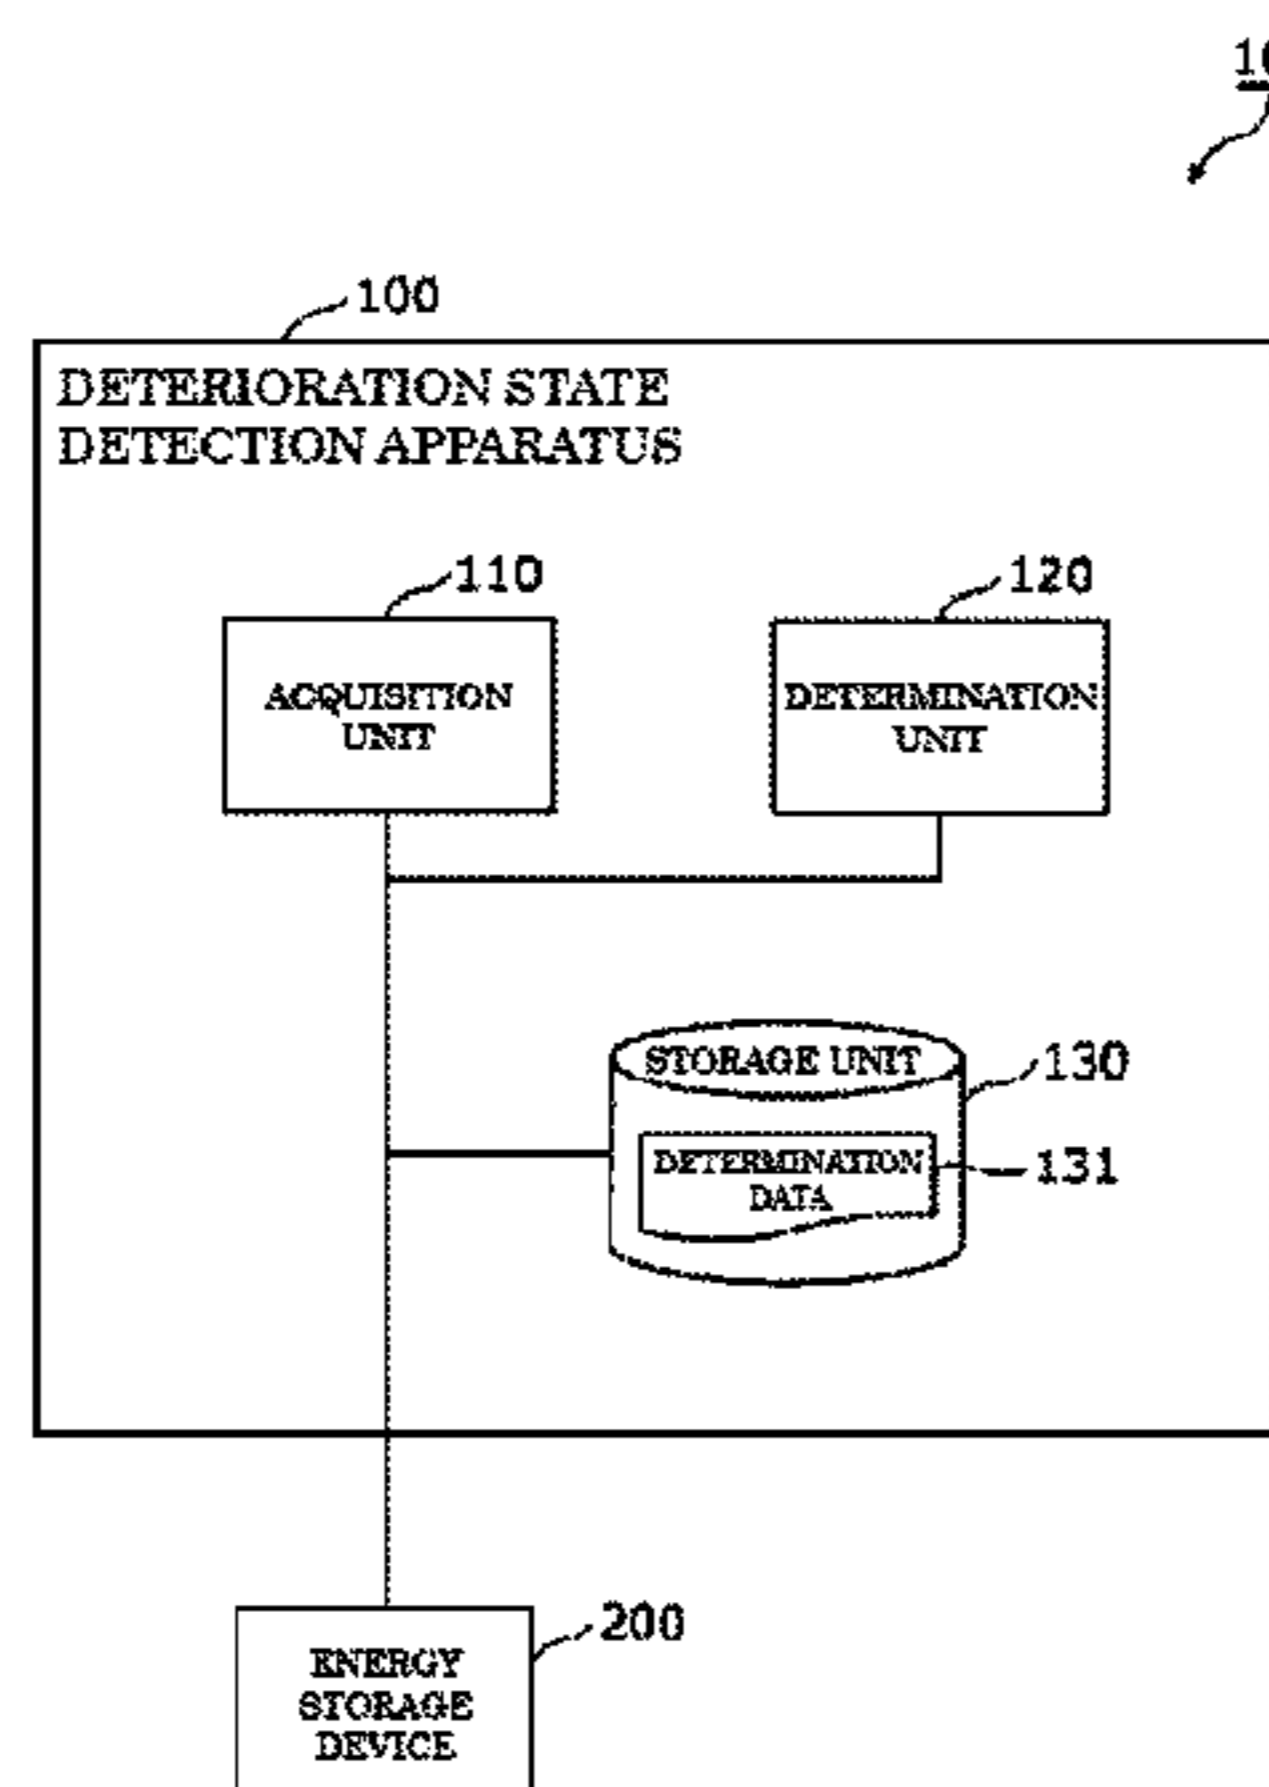 10
100
DETERIORATION STATE
DETECTION APPARATUS
110
120
ACQUISITION
UNIT
DETERMINATION
UNIT
STORAGE UNIT
130
DETERMINATION
DATA
131
200
ENERGY
STORAGE
DEVICE